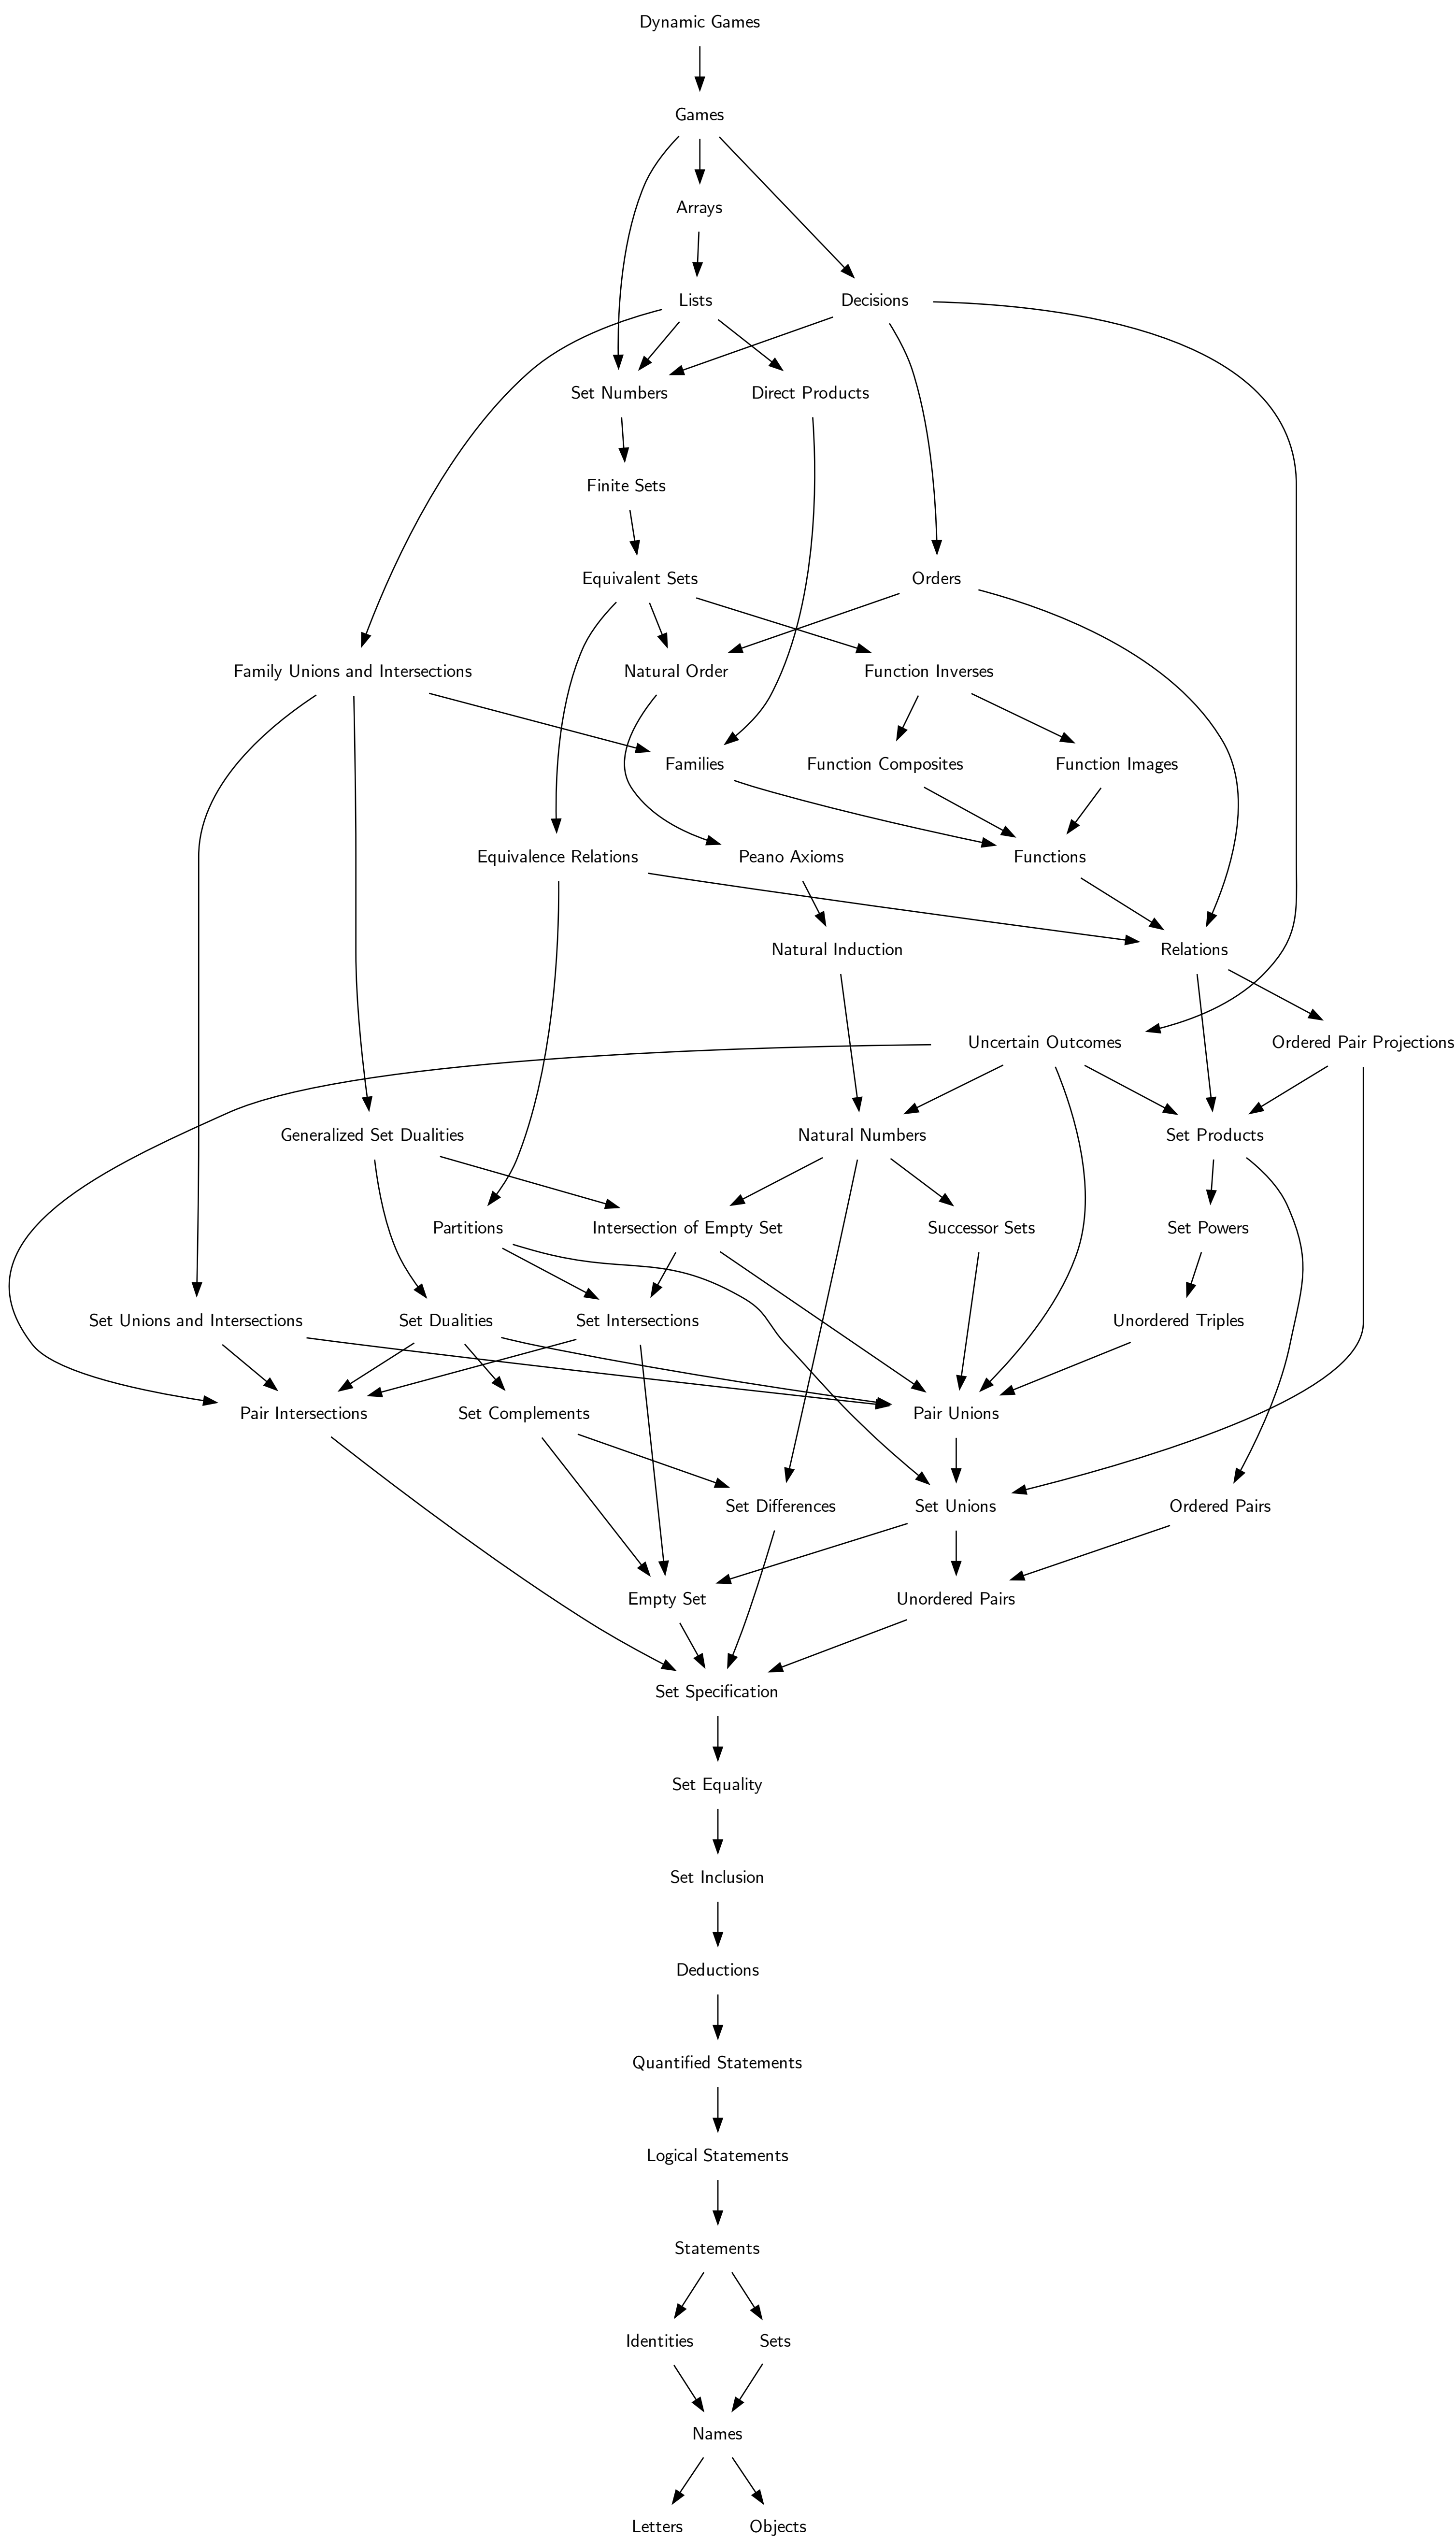 Dynamic Games
Games
Arrays
Lists
Decisions
Set Numbers
Direct Products
Finite Sets
Equivalent Sets
Orders
Family Unions and Intersections
Natural Order
Function Inverses
Families
Function Composites
Function Images
Equivalence Relations
Peano Axioms
Functions
Natural Induction
Relations
Uncertain Outcomes
Ordered Pair Projections
Generalized Set Dualities
Natural Numbers
Set Products
Partitions
Intersection of Empty Set
Successor Sets
Set Powers
Set Unions and Intersections
Set Dualities
Set Intersections
Unordered Triples
Pair Intersections
Set Complements
Pair Unions
Set Differences
Set Unions
Ordered Pairs
Empty Set
Unordered Pairs
Set Specification
Set Equality
Set Inclusion
Deductions
Quantified Statements
Logical Statements
Statements
Identities
Sets
Names
Letters
Objects